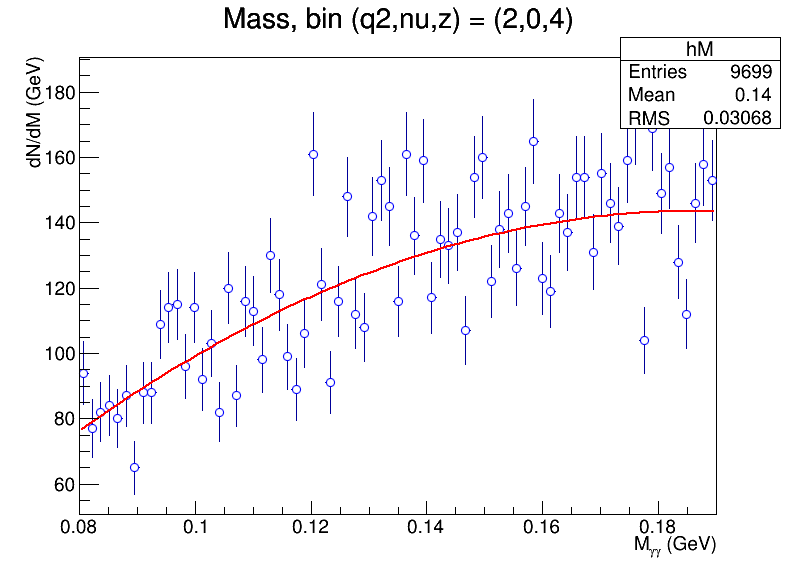 Mass, bin (q2,nu,z) = (2,0,4)
hM
Entries 9699
Mean 0.14
RMS 0.03068
dN/dM (GeV)
180
160
140
120
100
80
60
0.08 0.1 0.12 0.14 0.16 0.18
Mγγ (GeV)